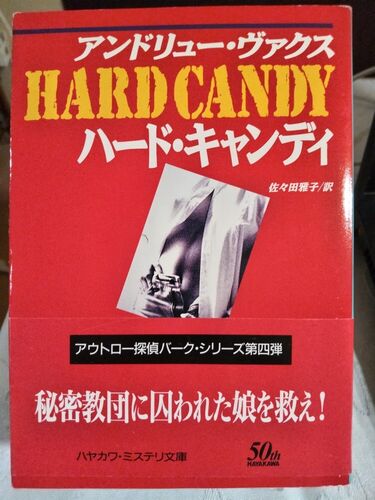 アンドリュー・ヴァクス
HARD CANDY
ハード・キャンディ
佐々田雅子/訳
アウトロー探偵バーク・シリーズ第四弾
秘密教団に囚われた娘を救え!
ハヤカワ・ミステリ文庫
50th
HAYAKAWA